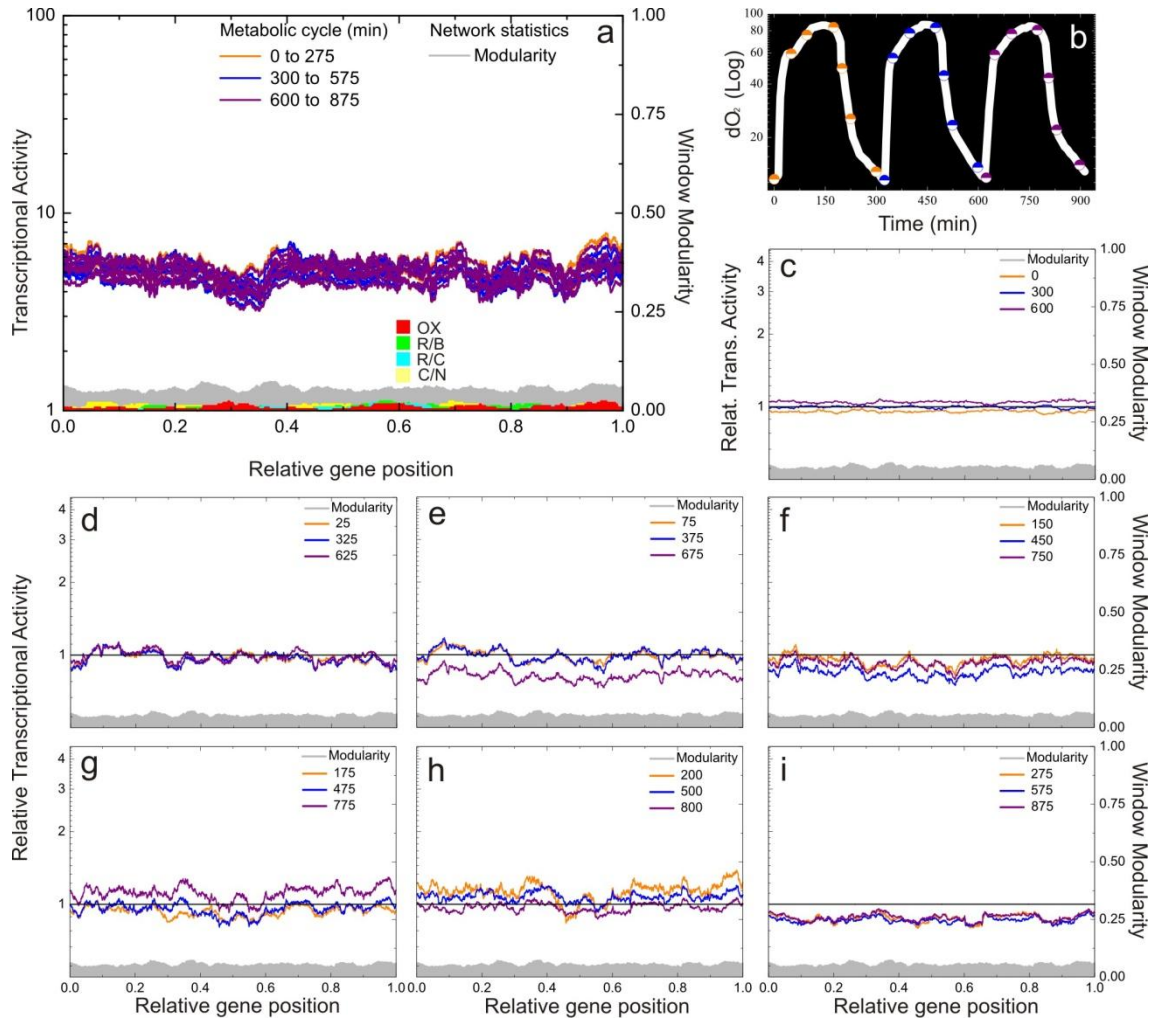 a
Metabolic cycle (min)
0 to 275
300 to 575
600 to 875
Network statistics
Modularity
Transcriptional Activity
100
10
1
Window Modularity
1.00
0.75
0.50
0.25
0.00
OX
R/B
R/C
C/N
0.0 0.2 0.4 0.6 0.8 1.0
Relative gene position
b
dO₂ (Log)
100
80
60
40
20
0 150 300 450 600 750 910
Time (min)
c
Modularity
0
300
600
Relat. Trans. Activity
4
3
2
1
Window Modularity
1.00
0.75
0.50
0.25
0.00
Relative Transcriptional Activity
d
Modularity
25
325
625
4
3
2
1
e
Modularity
75
375
675
f
Modularity
150
450
750
Window Modularity
1.00
0.75
0.50
0.25
0.00
g
Modularity
175
475
775
4
3
2
1
0.0 0.2 0.4 0.6 0.8 1.0
Relative gene position
h
Modularity
200
500
800
0.0 0.2 0.4 0.6 0.8 1.0
Relative gene position
i
Modularity
275
575
875
Window Modularity
1.00
0.75
0.50
0.25
0.00
0.0 0.2 0.4 0.6 0.8 1.0
Relative gene position